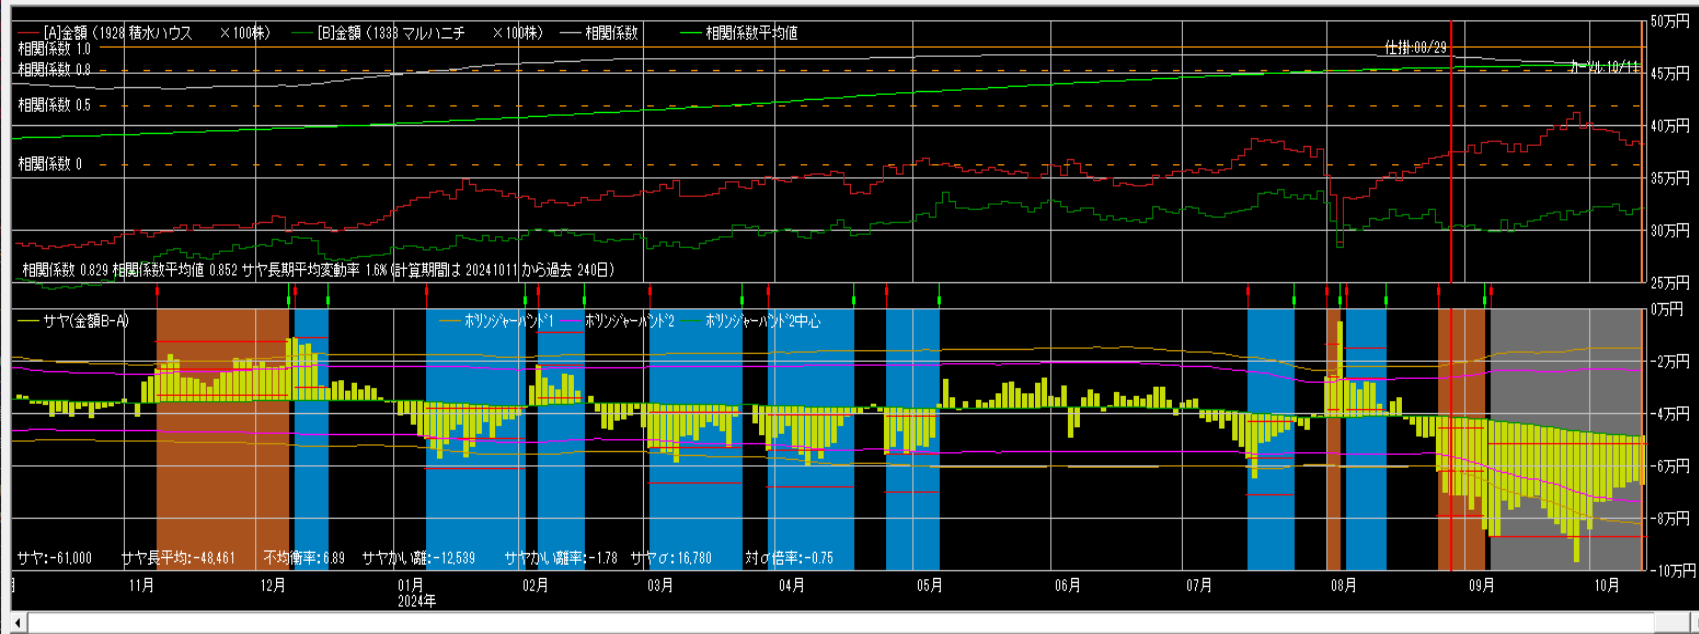 [A]金額 (1928 積水ハウス ×100株) [B]金額 (1333 マルハニチ ×100株) 相関係数 相関係数平均値
50万円
相関係数 1.0
仕掛:08/29
相関係数 0.8
カーソル:10/11
45万円
相関係数 0.5
40万円
相関係数 0
35万円
30万円
相関係数 0.829 相関係数平均値 0.852 サヤ長期平均変動率 1.6% (計算期間は 20241011 から過去 240日)
25万円
サヤ(金額B-A) ボリンジャーバンド1 ボリンジャーバンド2 ボリンジャーバンド2中心
0万円
-2万円
-4万円
-6万円
-8万円
サヤ:-61,000 サヤ長平均:-48,461 不均衡率:6.89 サヤかい離:-12,539 サヤかい離率:-1.78 サヤσ:16,780 対σ倍率:-0.75
-10万円
月 11月 12月 01月 02月 03月 04月 05月 06月 07月 08月 09月 10月
2024年